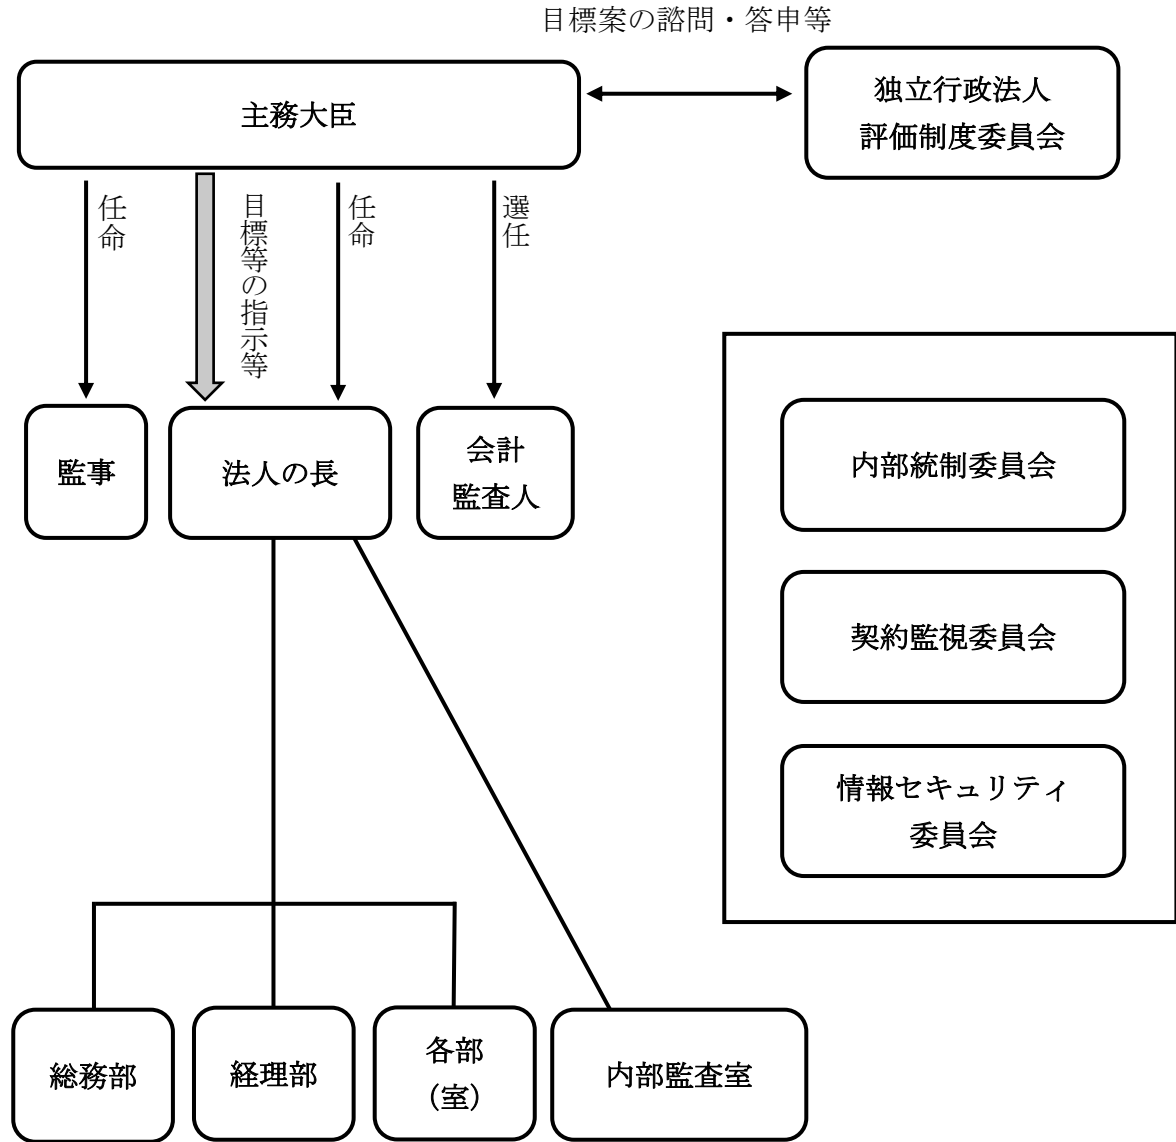 目標案の諮問・答申等
主務大臣
独立行政法人
評価制度委員会
任命
目標等の指示等
任命
選任
監事
法人の長
会計
監査人
内部統制委員会
契約監視委員会
情報セキュリティ
委員会
総務部
経理部
各部
（室）
内部監査室